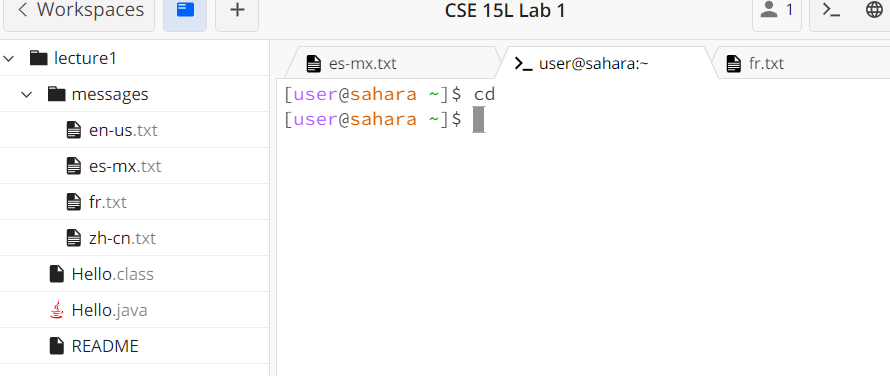 Workspaces
+
CSE 15L Lab 1
1
lecture1
messages
en-us.txt
es-mx.txt
fr.txt
zh-cn.txt
Hello.class
Hello.java
README
es-mx.txt
user@sahara:~
fr.txt
[user@sahara ~]$ cd
[user@sahara ~]$